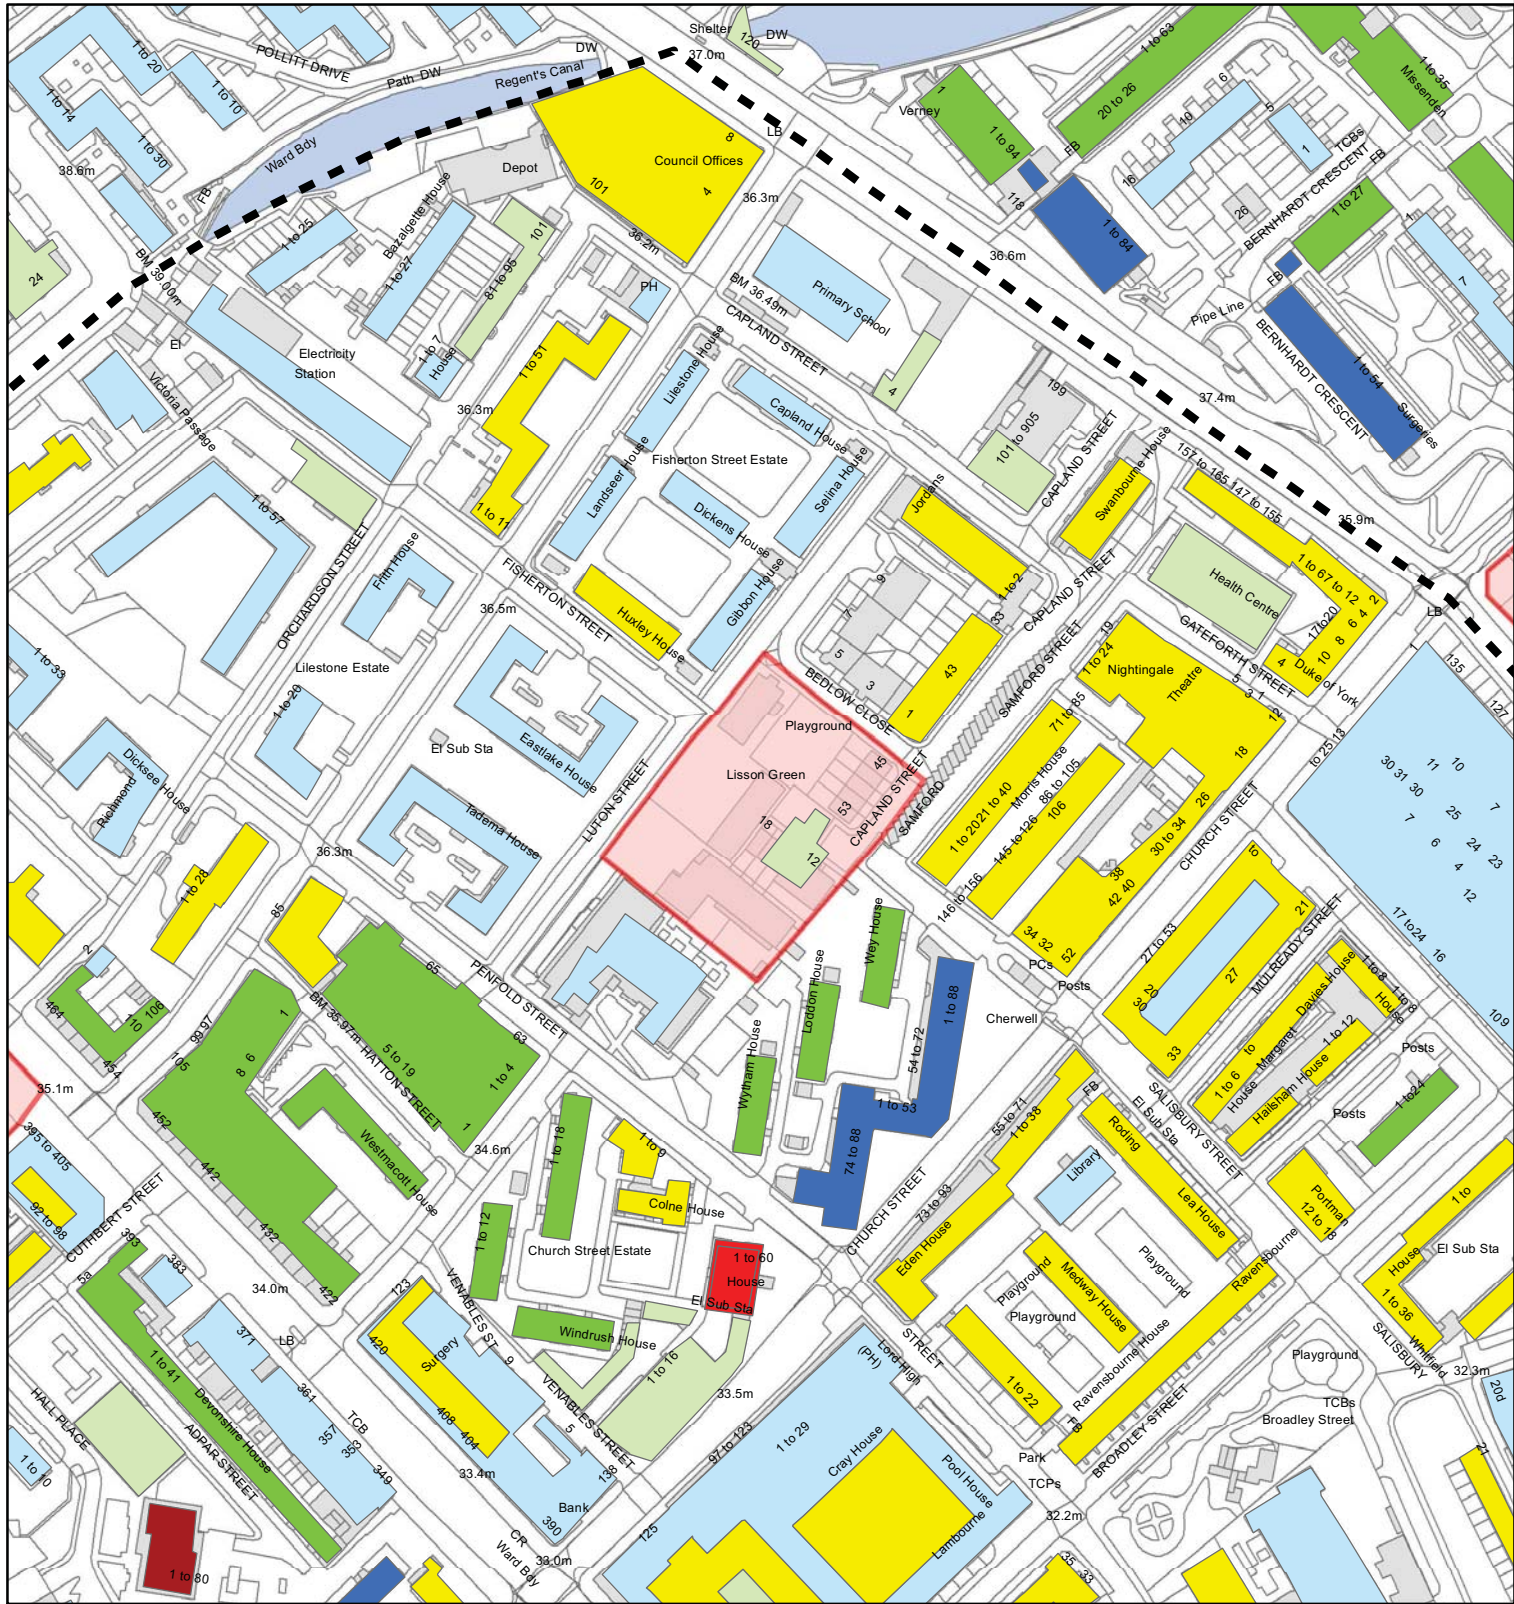 Shelter
120
DW
37.0m
DW
POLLITT DRIVE
Path DW
Regent's Canal
1 to 20
1 to 10
1 to 14
1 to 30
38.6m
Ward Bdy
FB
Depot
Council Offices
8
4
101
LB
36.3m
36.2m
Verney
1
1 to 94
118
20 to 26
1 to 63
FB
1 to 35
Missenden
6
5
10
16
1
TCBs
FB
BERNHARDT CRESCENT
26
1 to 27
1
7
1 to 84
36.6m
FB
Pipe Line
BERNHARDT CRESCENT
1 to 54
Surgeries
37.4m
24
BM 39.00m
1 to 25
Bazalgette House
1 to 27
101
81 to 95
1 to 7
House
El
Electricity
Station
Victoria Passage
PH
BM 36.49m
Primary School
CAPLAND STREET
1 to 51
36.3m
1 to 11
Lilestone House
Capland House
Fisherton Street Estate
Landseer House
Dickens House
Selina House
Gibbon House
Huxley House
FISHERTON STREET
36.5m
4
199
101 to 905
CAPLAND STREET
Swanbourne House
157 to 165
147 to 155
35.9m
Jordans
1 to 2
33
CAPLAND STREET
Health Centre
GATEFORTH STREET
1 to 67 to 12
17to20
2
4
6
8
10
4
Duke of York
LB
1
135
127
1 to 57
ORCHARDSON STREET
Frith House
Lilestone Estate
1 to 20
1 to 33
Dicksee House
Richmond
El Sub Sta
Eastlake House
Tadema House
LUTON STREET
36.3m
9
7
5
3
43
1
BEDLOW CLOSE
Playground
Lisson Green
45
53
18
12
CAPLAND STREET
SAMFORD
SAMFORD STREET
19
1 to 24
Nightingale
Theatre
5
3
1
12
18
26
71 to 85
Morris House
86 to 105
106
1 to 20
21 to 40
145 to 126
146 to 156
30 to 34
38
42 40
34 32
52
CHURCH STREET
to 25 13
30 31 30
11
10
7
25
7
6
24
4
23
12
17 to24
16
109
1 to 28
85
2
464
110
106
454
99 97
105
65
PENFOLD STREET
63
BM 35.97m
HATTON STREET
5 to 19
1 to 4
1
34.6m
1
6
8
452
442
432
422
Westmacott House
35.1m
395 to 405
92 to 98
CUTHBERT STREET
393
383
5a
34.0m
371
LB
Wey House
Loddon House
Wytham House
1 to 88
54 to 72
1 to 53
74 to 88
Cherwell
PCs
Posts
to
27 to 53
20
30
21
27
33
MULREADY STREET
Davies House
1 to 8
House
1 to 8
to
Margaret
1 to 6
House
1 to 12
Hailsham House
Posts
Posts
1 to24
SALISBURY STREET
El Sub Sta
FB
Roding
Lea House
Library
55 to 71
1 to 38
73 to 93
Eden House
CHURCH STREET
1 to 18
1 to 12
1 to 9
Colne House
Church Street Estate
1 to 60
House
El Sub Sta
Windrush House
1 to 16
VENABLES ST
9
VENABLES STREET
5
138
33.5m
97 to 123
123
420
Surgery
408
404
33.4m
Bank
390
CR
Ward Bdy
33.0m
HALL PLACE
1 to 10
1 to 41
Devonshire House
ADPAR STREET
361
357
353
349
TCB
1 to 80
125
1 to 29
Cray House
Pool House
Lambourne
Lord High
(PH)
STREET
Playground
Medway House
Playground
Playground
1 to 22
Ravensbourne House
Ravensbourne
FB
BROADLEY STREET
Park
TCPs
32.2m
Portman
12 to 18
1 to
House
El Sub Sta
1 to 36
Whitfield
SALISBURY
32.3m
20d
Playground
TCBs
Broadley Street
21
35
33